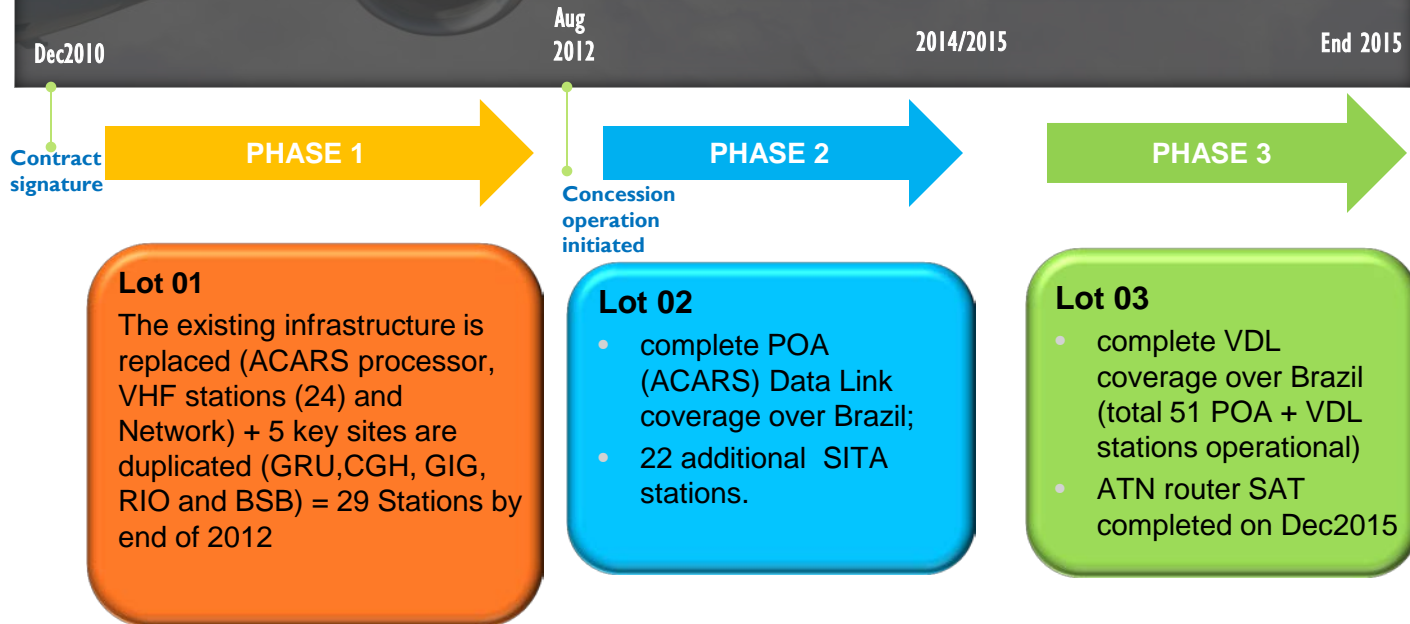 Dec2010
Aug
2012
2014/2015
End 2015
Contract
signature
PHASE 1
Concession
operation
initiated
PHASE 2
PHASE 3
Lot 01
The existing infrastructure is
replaced (ACARS processor,
VHF stations (24) and
Network) + 5 key sites are
duplicated (GRU,CGH, GIG,
RIO and BSB) = 29 Stations by
end of 2012
Lot 02
• complete POA
(ACARS) Data Link
coverage over Brazil;
• 22 additional SITA
stations.
Lot 03
• complete VDL
coverage over Brazil
(total 51 POA + VDL
stations operational)
• ATN router SAT
completed on Dec2015